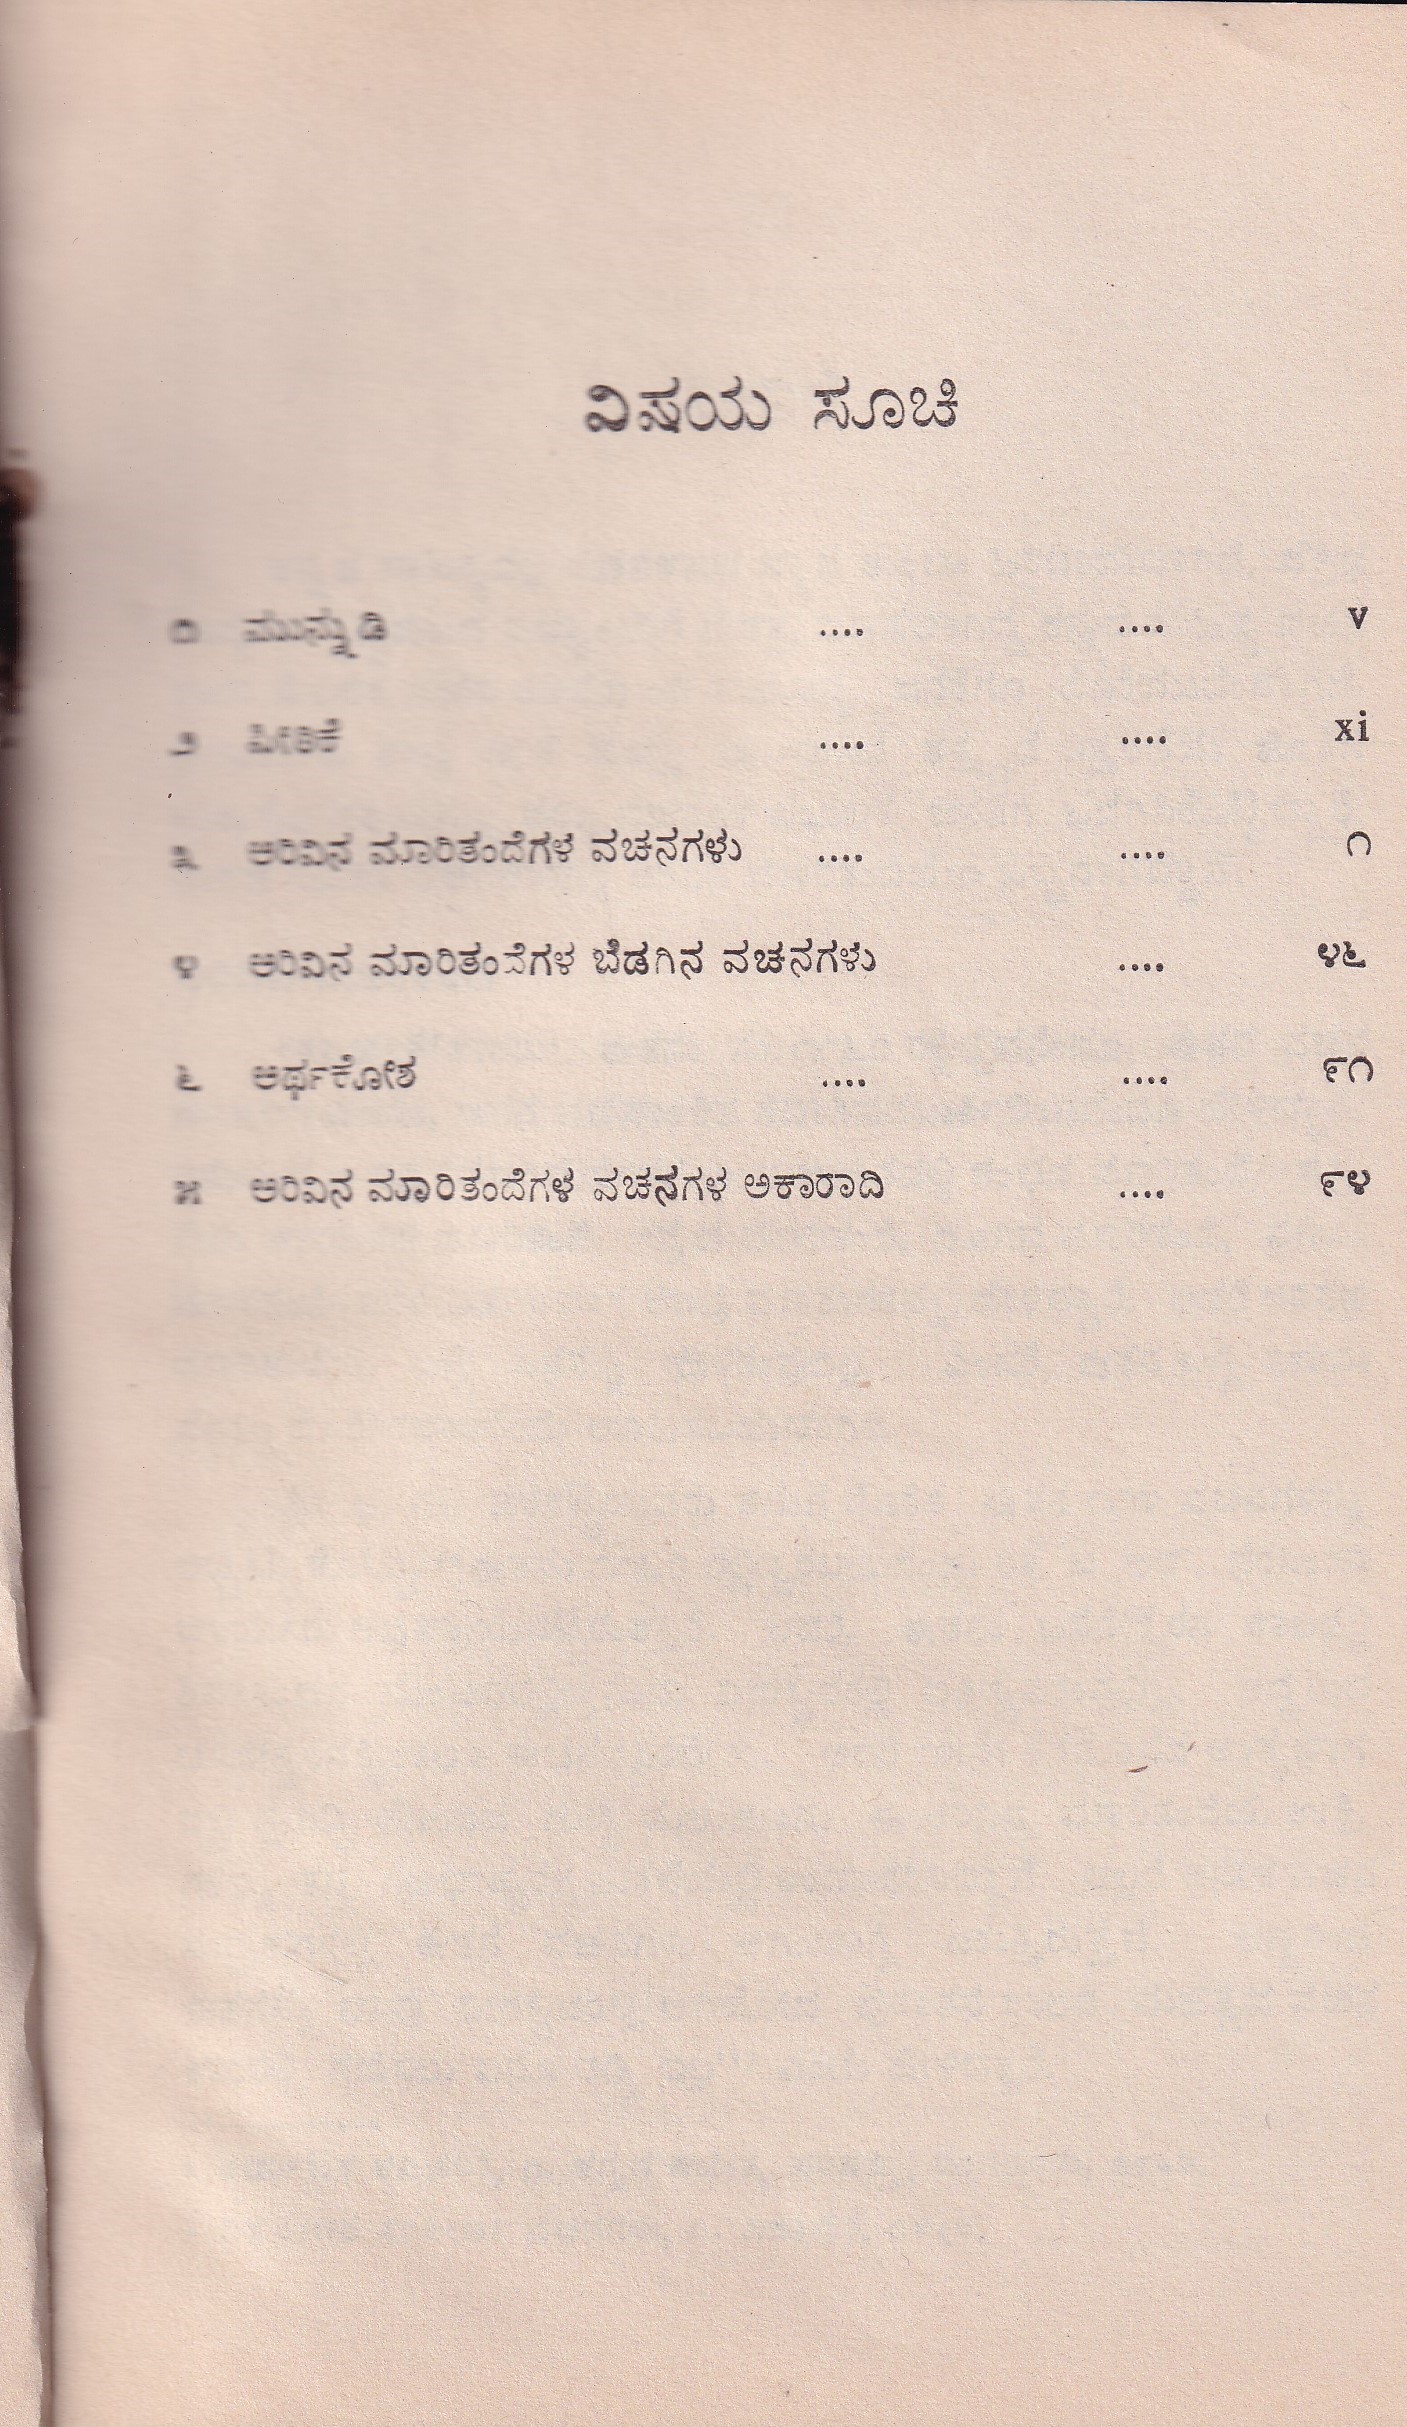 ವಿಷಯ ಸೂಚಿ
೧ ಮುನ್ನುಡಿ .... .... v
೨ ಪೀಠಿಕೆ .... .... xi
೩ ಅರಿವಿನ ಮಾರಿತಂದೆಗಳ ವಚನಗಳು .... .... ೧
೪ ಅರಿವಿನ ಮಾರಿತಂದೆಗಳ ಬೆಡಗಿನ ವಚನಗಳು .... ೪೬
೬ ಅರ್ಥಕೋಶ .... .... ೯೧
೫ ಅರಿವಿನ ಮಾರಿತಂದೆಗಳ ವಚನಗಳ ಅಕಾರಾದಿ .... ೯೪